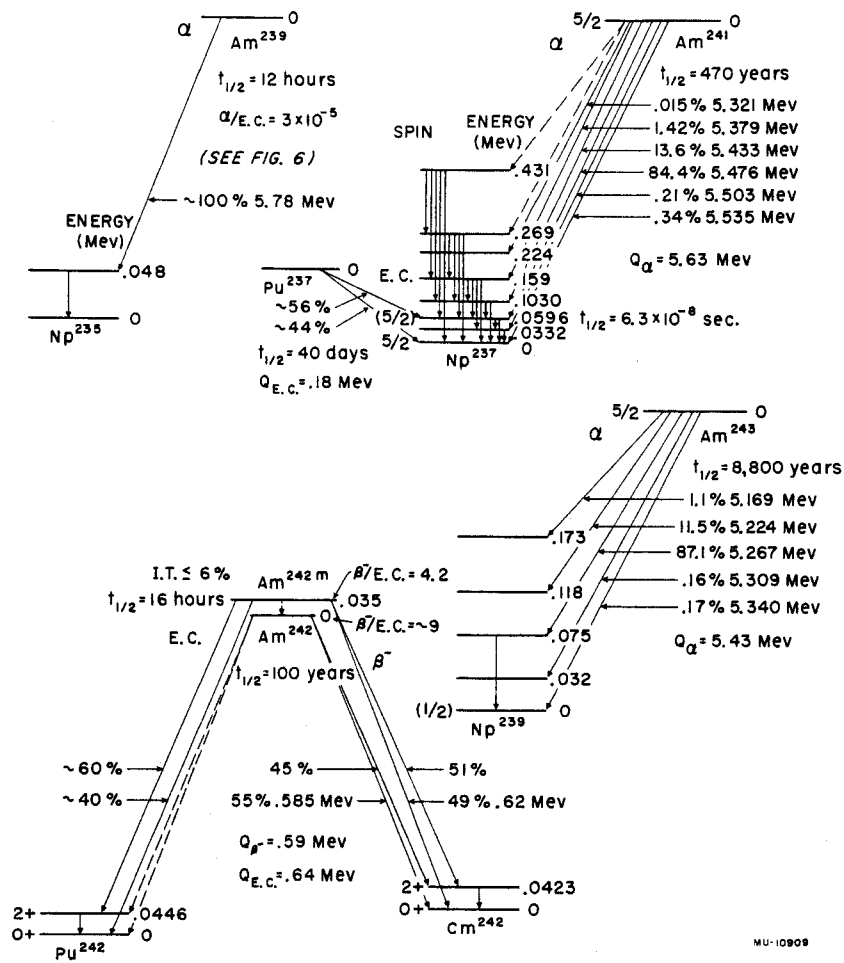 α
Am²³⁹
0
t₁/₂ = 12 hours
α/E.C. = 3×10⁻⁵
(SEE FIG. 6)
~100% 5.78 Mev
ENERGY
(Mev)
.048
0
Np²³⁵
5/2
0
α
Am²⁴¹
t₁/₂ = 470 years
.015% 5.321 Mev
1.42% 5.379 Mev
13.6% 5.433 Mev
84.4% 5.476 Mev
.21% 5.503 Mev
.34% 5.535 Mev
Qα = 5.63 Mev
SPIN
ENERGY
(Mev)
.431
.269
.224
.159
.1030
.0596
t₁/₂ = 6.3×10⁻⁸ sec.
.0332
0
E.C.
(5/2)
5/2
Np²³⁷
Pu²³⁷
0
~56%
~44%
t₁/₂ = 40 days
Q E.C. = .18 Mev
5/2
0
α
Am²⁴³
t₁/₂ = 8,800 years
1.1% 5.169 Mev
11.5% 5.224 Mev
87.1% 5.267 Mev
.16% 5.309 Mev
.17% 5.340 Mev
Qα = 5.43 Mev
.173
.118
.075
.032
(1/2)
0
Np²³⁹
I.T. ≤ 6%
Am²⁴² ᵐ
β⁻/E.C. = 4.2
t₁/₂ = 16 hours
.035
0
β⁻/E.C. = ~9
E.C.
Am²⁴²
β⁻
t₁/₂ = 100 years
~60%
45%
51%
~40%
55% .585 Mev
49% .62 Mev
Qβ⁻ = .59 Mev
Q E.C. = .64 Mev
2+
.0423
0+
0
Cm²⁴²
2+
.0446
0+
0
Pu²⁴²
MU-10909